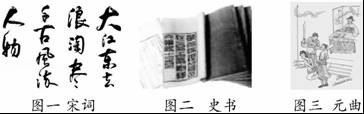 大江东去
浪淘尽
千古风流
人物
图一 宋词
图二 史书
图三 元曲